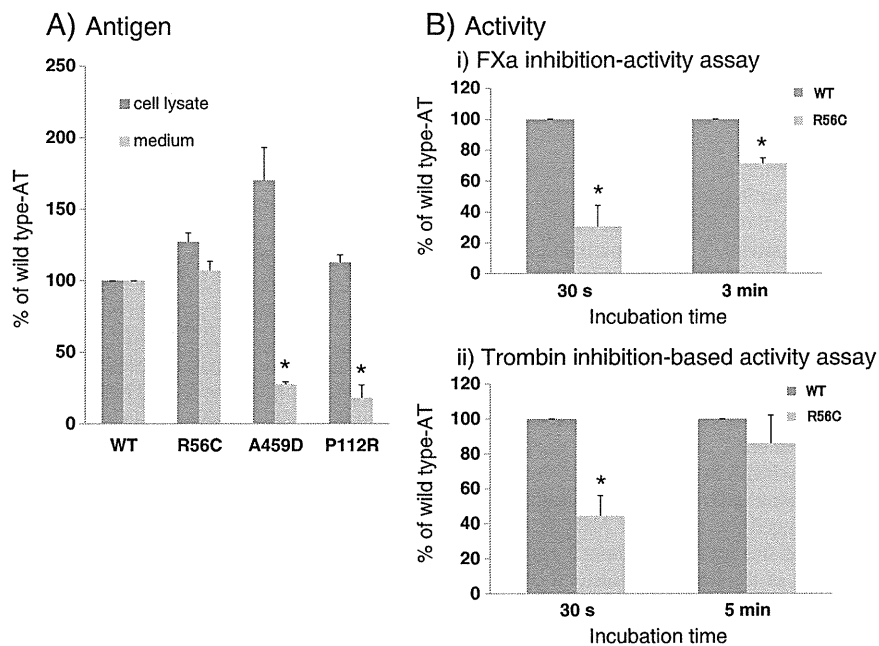 A) Antigen
250
200
150
100
50
0
% of wild type-AT
cell lysate
medium
*
*
WT R56C A459D P112R
B) Activity
i) FXa inhibition-activity assay
120
100
80
60
40
20
0
% of wild type-AT
WT
R56C
*
*
30 s 3 min
Incubation time
ii) Trombin inhibition-based activity assay
120
100
80
60
40
20
0
% of wild type-AT
WT
R56C
*
30 s 5 min
Incubation time